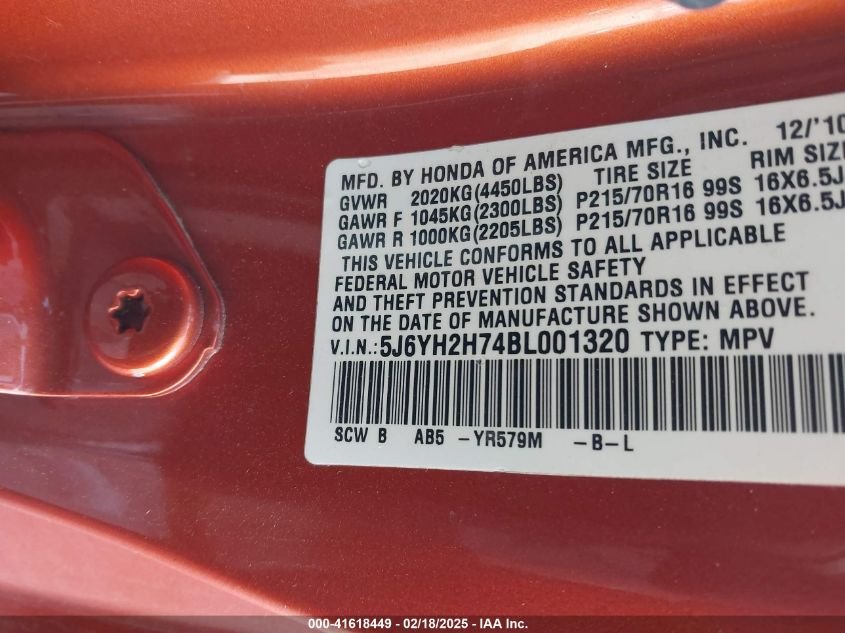 MFD. BY HONDA OF AMERICA MFG., INC. 12/'10
GVWR 2020KG(4450LBS) TIRE SIZE RIM SIZE
GAWR F 1045KG(2300LBS) P215/70R16 99S 16X6.5J
GAWR R 1000KG(2205LBS) P215/70R16 99S 16X6.5J
THIS VEHICLE CONFORMS TO ALL APPLICABLE
FEDERAL MOTOR VEHICLE SAFETY
AND THEFT PREVENTION STANDARDS IN EFFECT
ON THE DATE OF MANUFACTURE SHOWN ABOVE.
V.I.N.:5J6YH2H74BL001320 TYPE: MPV
SCW B AB5 -YR579M -B-L
000-41618449 - 02/18/2025 - IAA Inc.